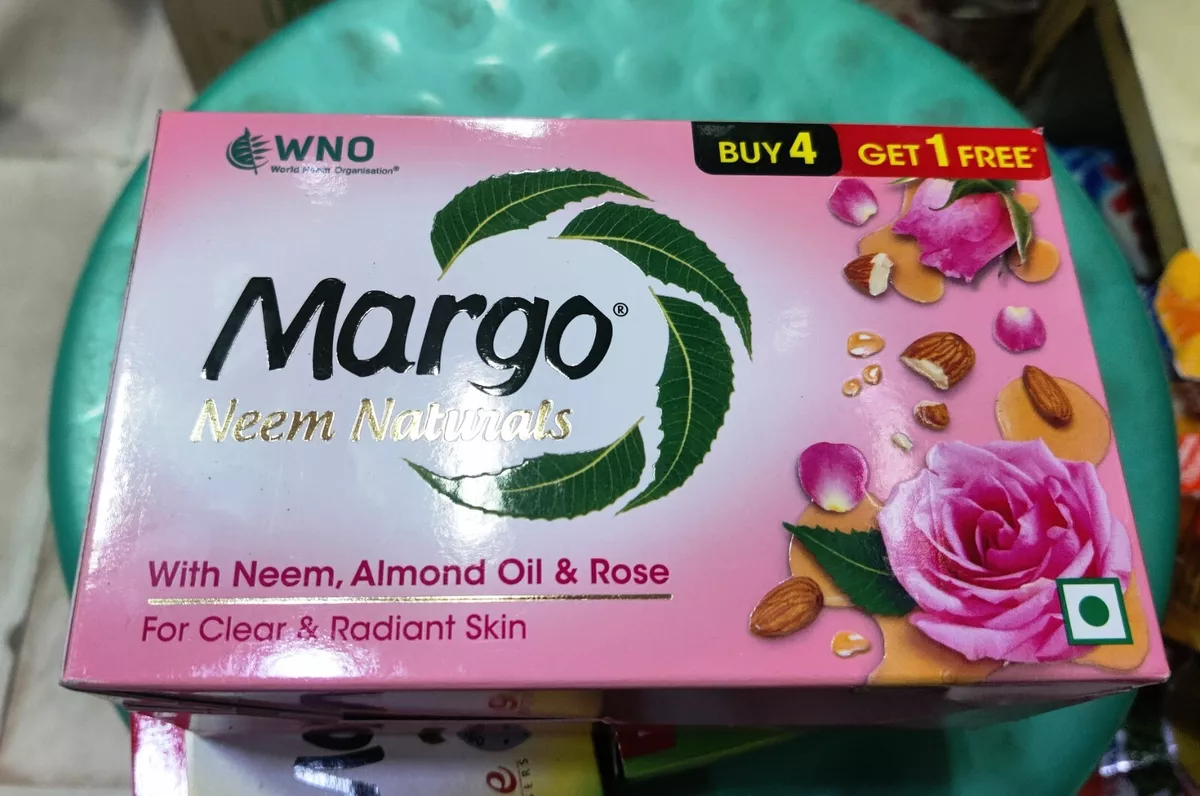 WNO
World Neem Organisation®
BUY 4 GET 1 FREE*
Margo®
Neem Naturals
With Neem, Almond Oil & Rose
For Clear & Radiant Skin